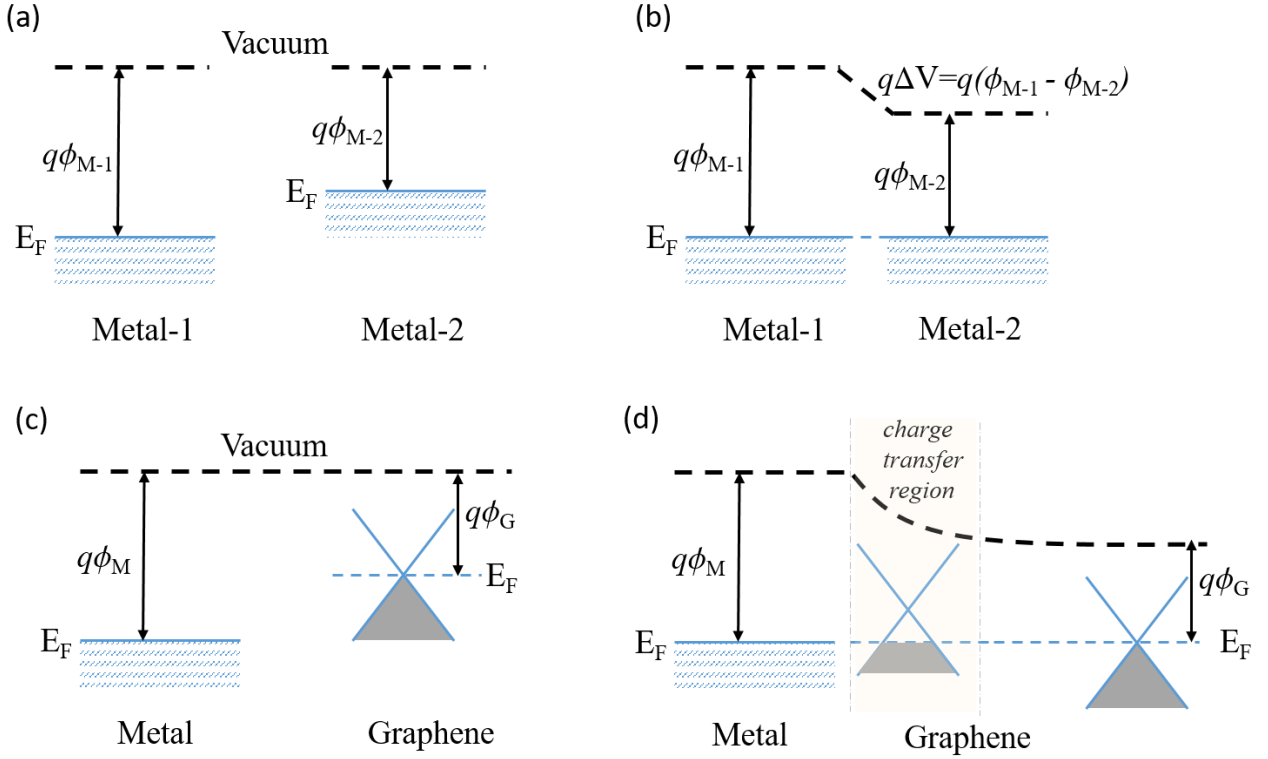 (a)
Vacuum
qϕM-1
qϕM-2
EF
EF
Metal-1
Metal-2
(b)
qΔV=q(ϕM-1 - ϕM-2)
qϕM-1
qϕM-2
EF
Metal-1
Metal-2
(c)
Vacuum
qϕM
qϕG
EF
EF
Metal
Graphene
(d)
charge
transfer
region
qϕM
qϕG
EF
EF
Metal
Graphene